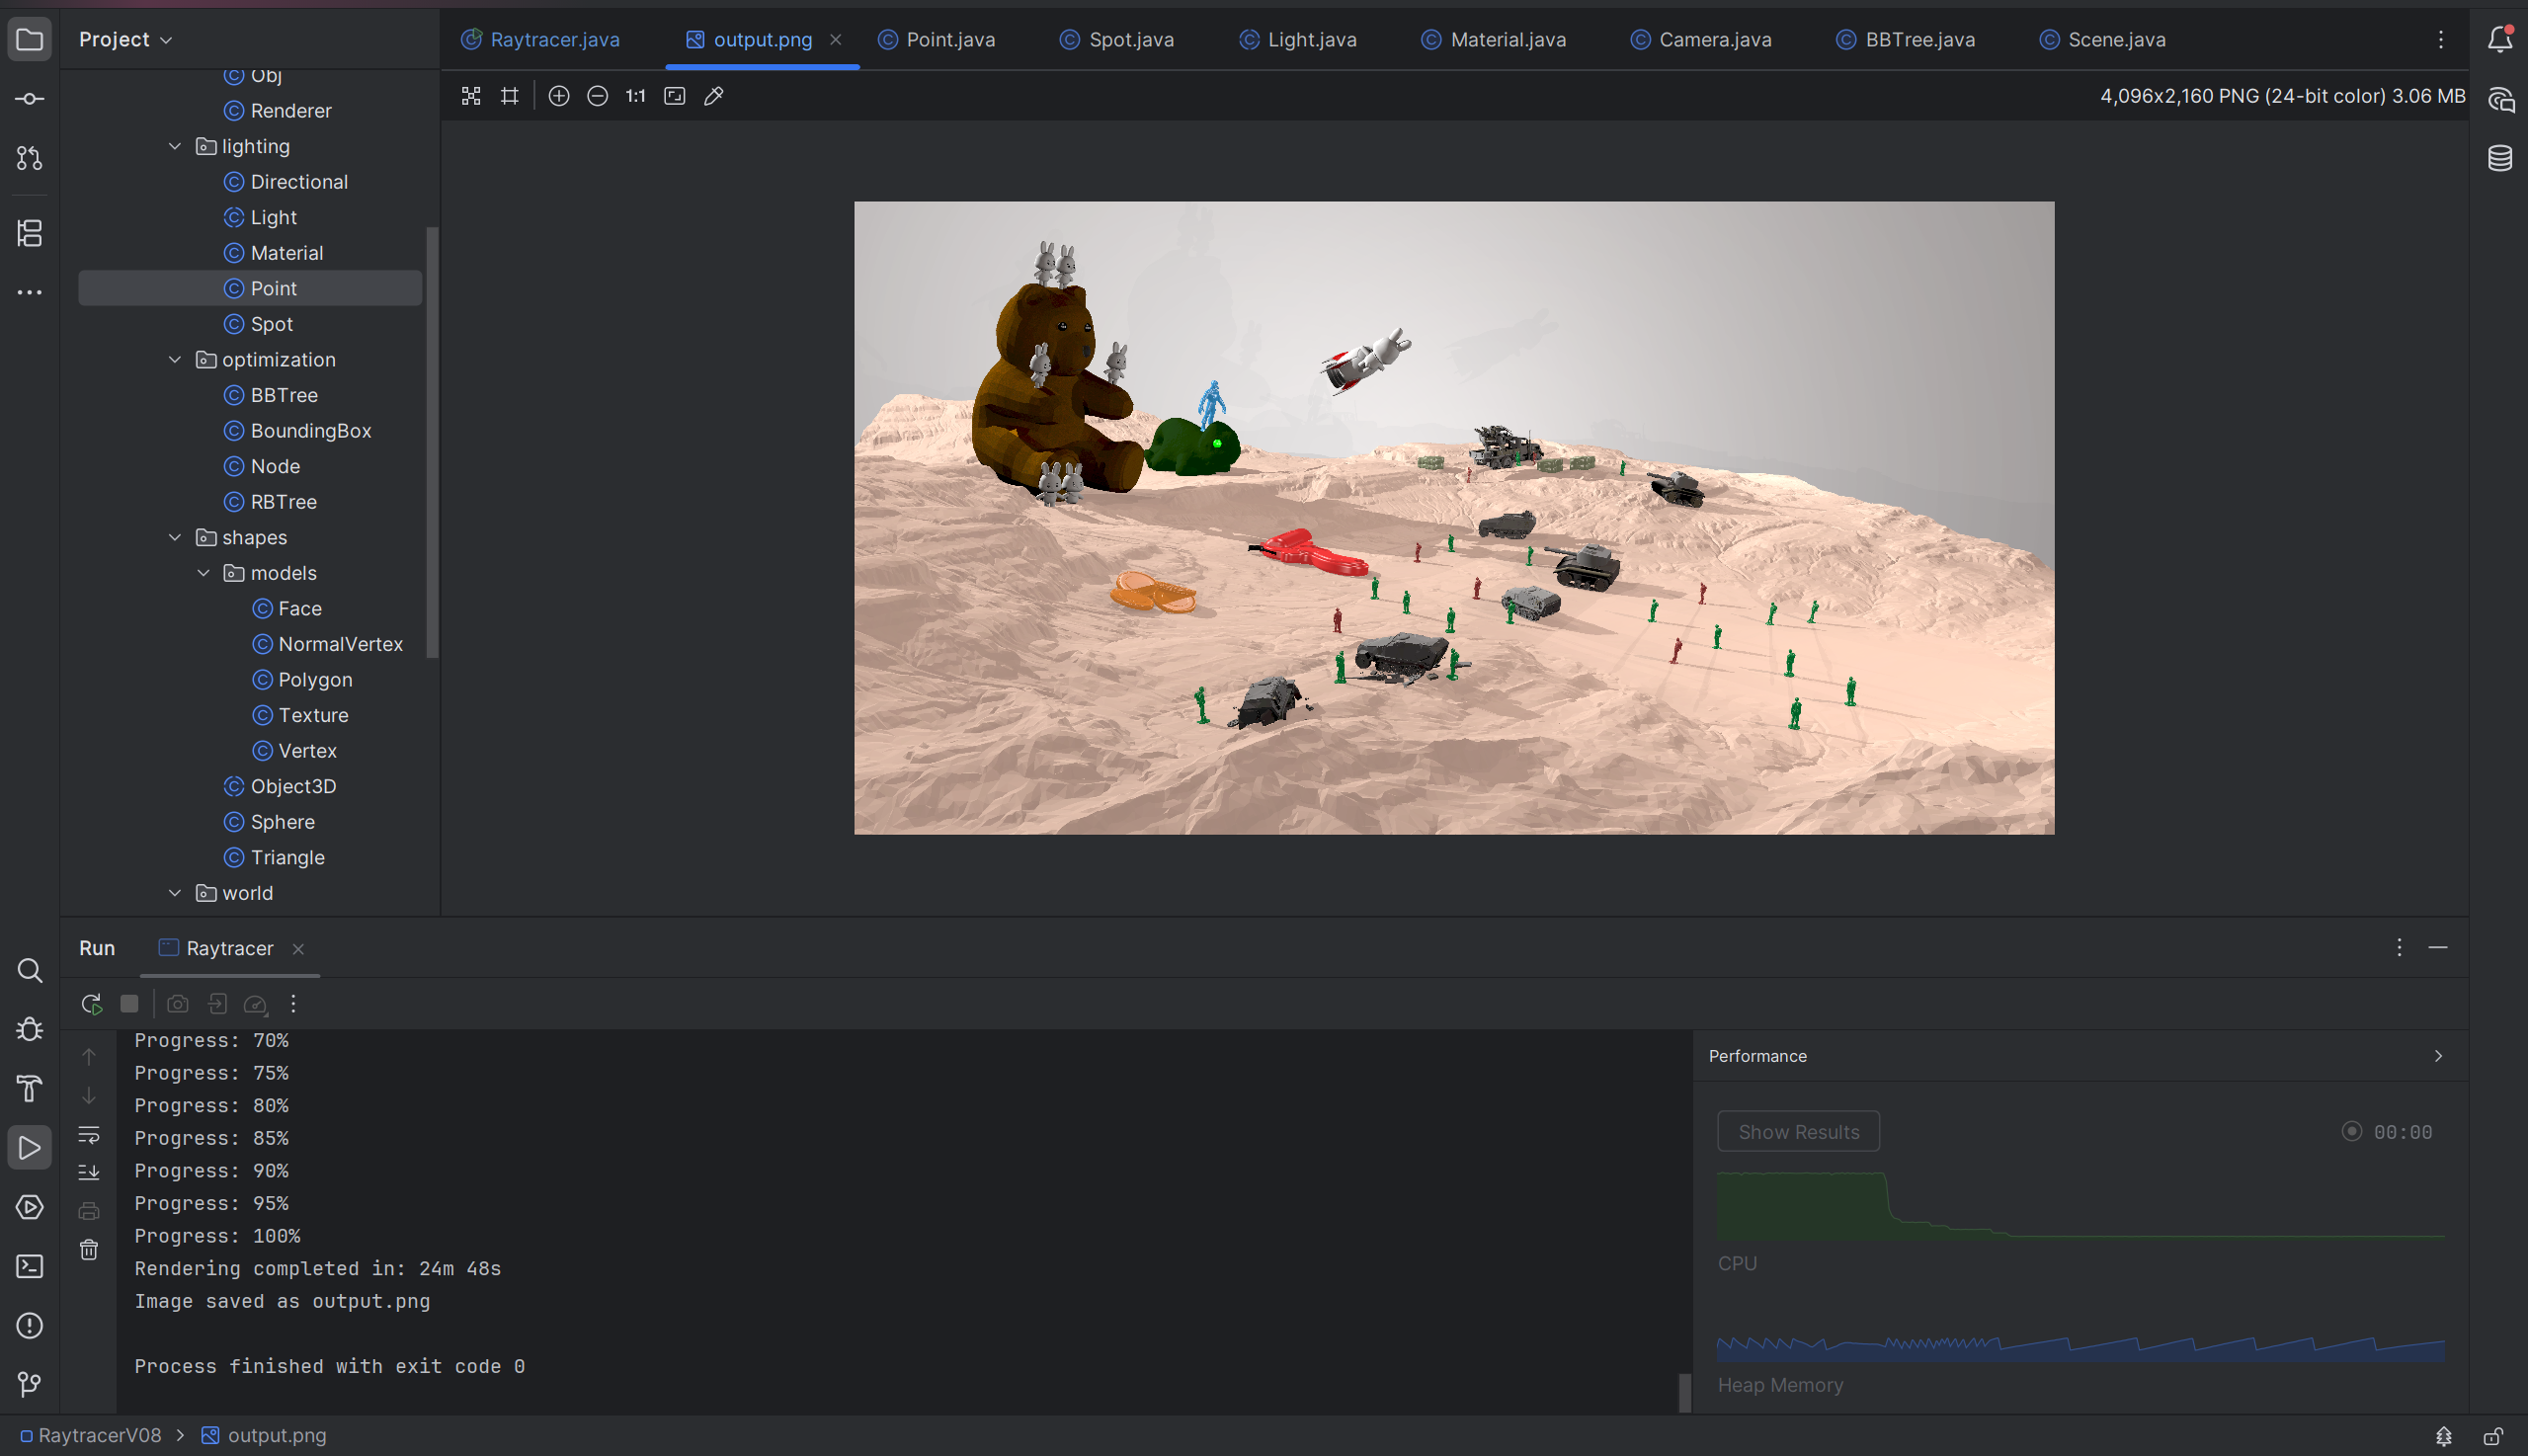 Project
Raytracer.java
output.png
Point.java
Spot.java
Light.java
Material.java
Camera.java
BBTree.java
Scene.java
1:1
4,096x2,160 PNG (24-bit color) 3.06 MB
Obj
Renderer
lighting
Directional
Light
Material
Point
Spot
optimization
BBTree
BoundingBox
Node
RBTree
shapes
models
Face
NormalVertex
Polygon
Texture
Vertex
Object3D
Sphere
Triangle
world
Run
Raytracer
Progress: 70%
Progress: 75%
Progress: 80%
Progress: 85%
Progress: 90%
Progress: 95%
Progress: 100%
Rendering completed in: 24m 48s
Image saved as output.png
Process finished with exit code 0
Performance
Show Results
00:00
CPU
Heap Memory
RaytracerV08
output.png